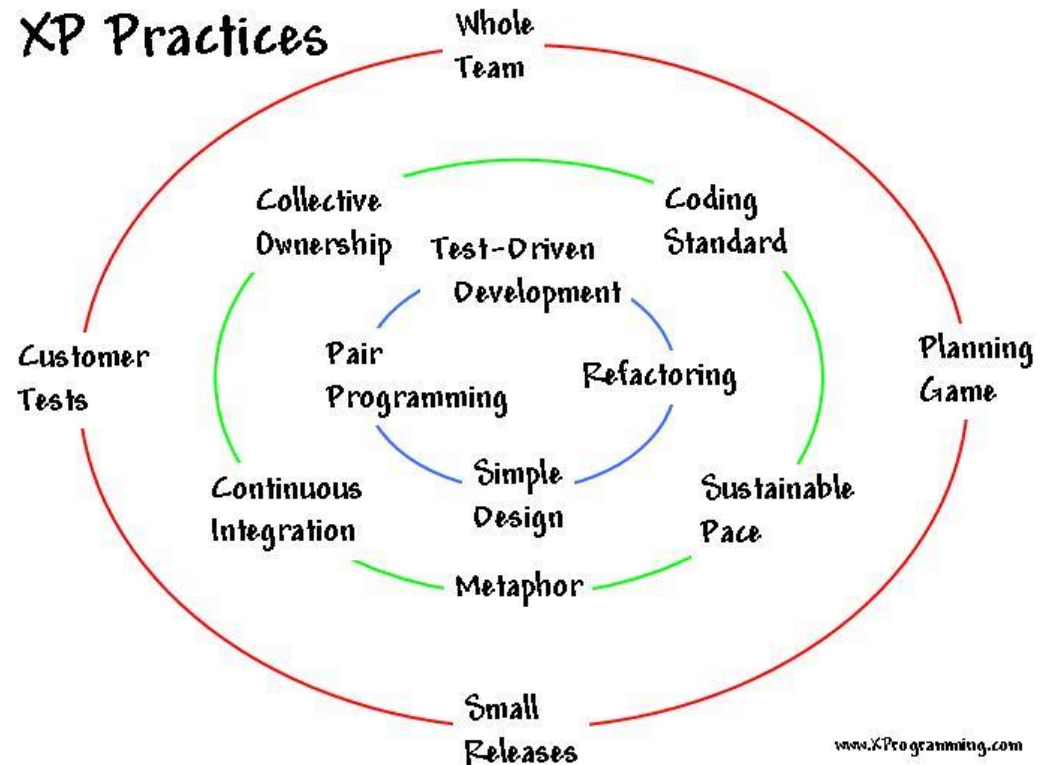 XP Practices
Whole
Team
Collective
Ownership
Coding
Standard
Test-Driven
Development
Customer
Tests
Pair
Programming
Refactoring
Planning
Game
Continuous
Integration
Simple
Design
Sustainable
Pace
Metaphor
Small
Releases
www.XProgramming.com